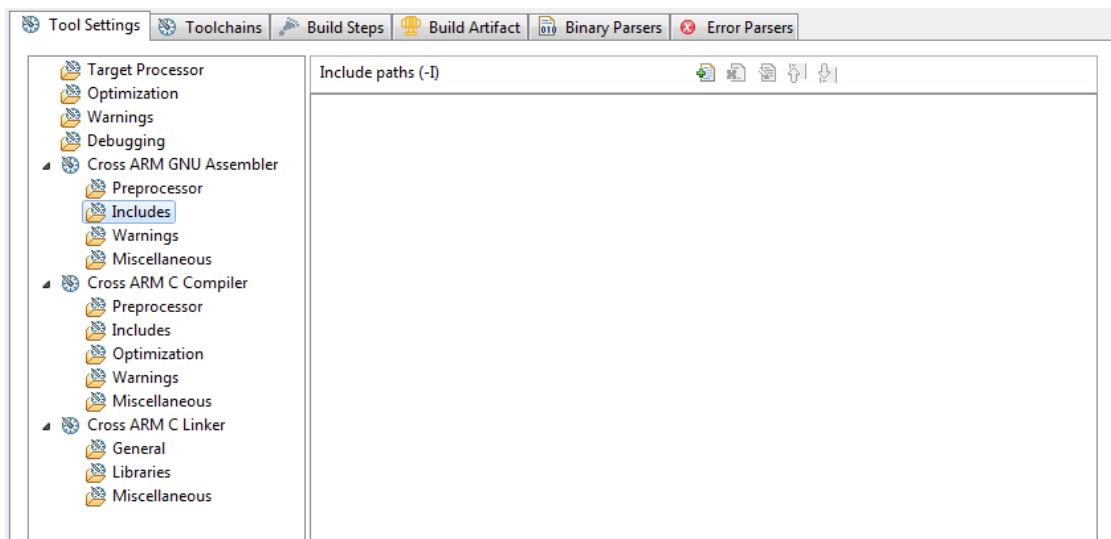 Tool Settings Toolchains Build Steps Build Artifact 010 Binary Parsers Error Parsers
Target Processor
Optimization
Warnings
Debugging
Cross ARM GNU Assembler
Preprocessor
Includes
Warnings
Miscellaneous
Cross ARM C Compiler
Preprocessor
Includes
Optimization
Warnings
Miscellaneous
Cross ARM C Linker
General
Libraries
Miscellaneous
Include paths (-I)